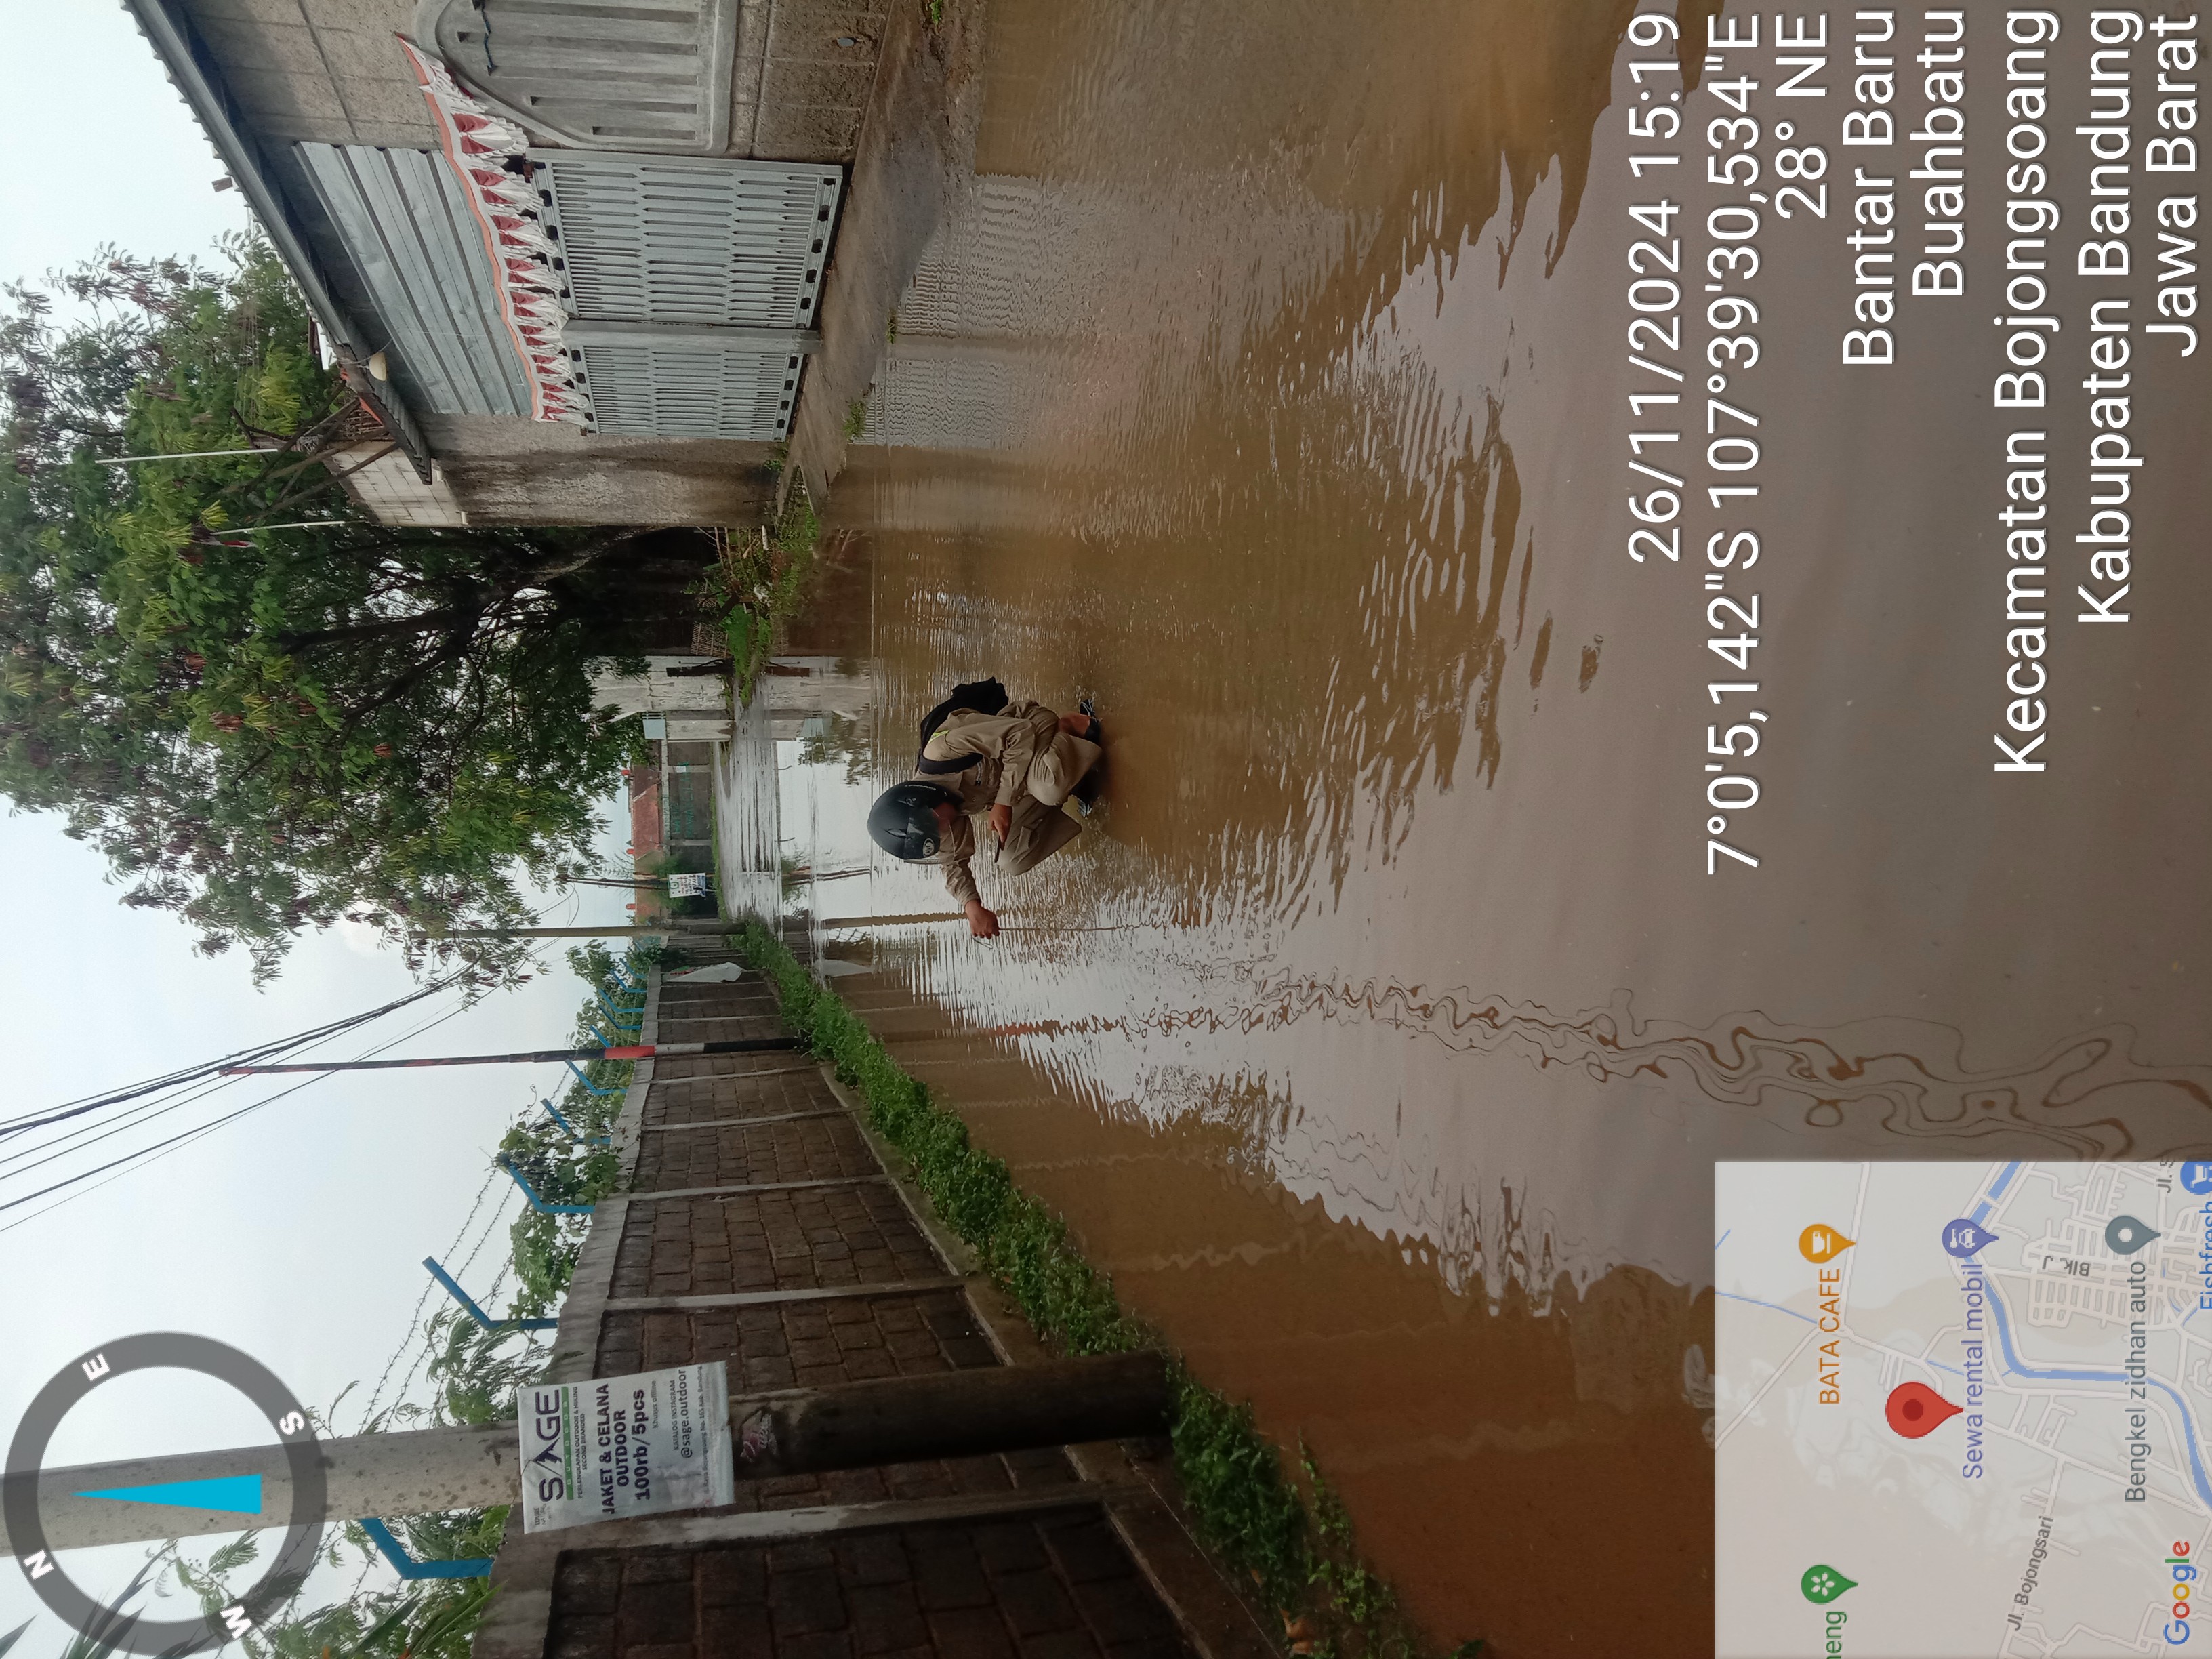 N
E
W
S
SAGE
OUTDOOR
PERLENGKAPAN OUTDOOR & HIKING
SECOND BRANDED
JAKET & CELANA
OUTDOOR
100rb/5pcs
Khusus offline
KATALOG INSTAGRAM
@sage.outdoor
26/11/2024 15:19
7°0'5,142"S 107°39'30,534"E
28° NE
Bantar Baru
Buahbatu
Kecamatan Bojongsoang
Kabupaten Bandung
Jawa Barat
BATA CAFE
Sewa rental mobil
Jl. Bojongsari
Blk. J
Bengkel zidhan auto
Jl. S
Google
Fishfresh